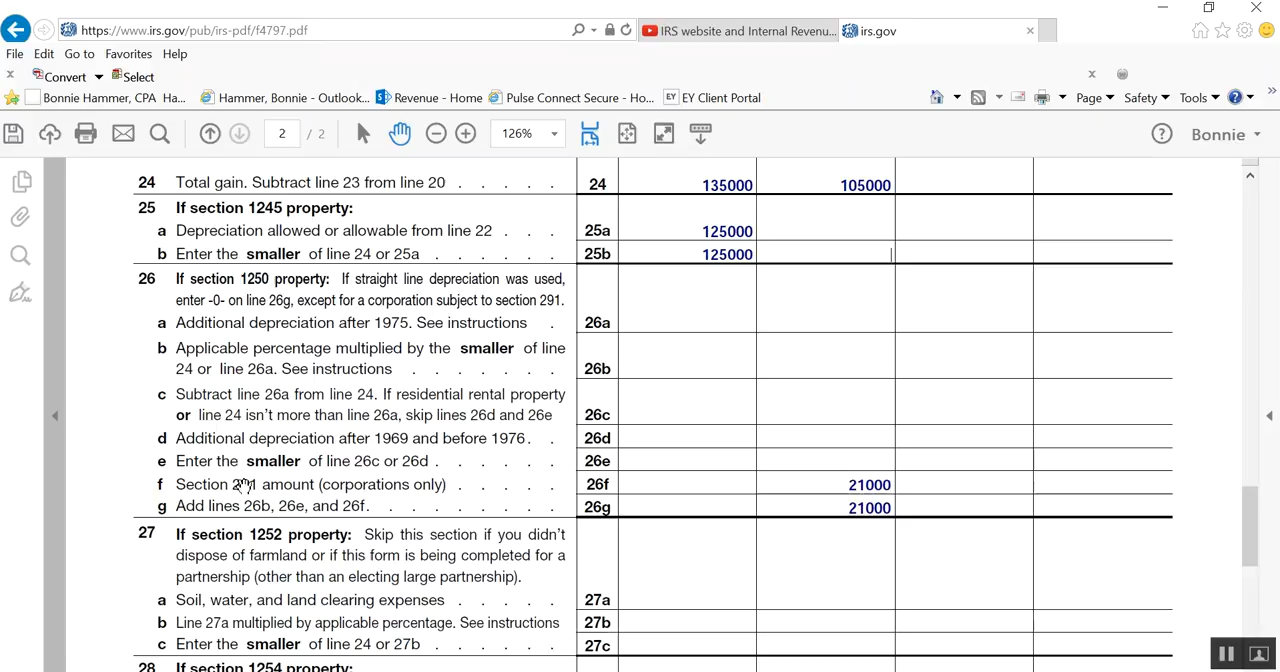 https://www.irs.gov/pub/irs-pdf/f4797.pdf
IRS website and Internal Revenu...
irs.gov
File Edit Go to Favorites Help
Convert Select
Bonnie Hammer, CPA Ha... Hammer, Bonnie - Outlook... Revenue - Home Pulse Connect Secure - Ho... EY EY Client Portal
Page Safety Tools
2 / 2 126% Bonnie
24 Total gain. Subtract line 23 from line 20 . . . . . 24 135000 105000
25 If section 1245 property:
a Depreciation allowed or allowable from line 22 . . . 25a 125000
b Enter the smaller of line 24 or 25a . . . . . . 25b 125000
26 If section 1250 property: If straight line depreciation was used,
enter -0- on line 26g, except for a corporation subject to section 291.
a Additional depreciation after 1975. See instructions . 26a
b Applicable percentage multiplied by the smaller of line
24 or line 26a. See instructions . . . . . . . 26b
c Subtract line 26a from line 24. If residential rental property
or line 24 isn't more than line 26a, skip lines 26d and 26e 26c
d Additional depreciation after 1969 and before 1976. . 26d
e Enter the smaller of line 26c or 26d . . . . . . 26e
f Section amount (corporations only) . . . . . 26f 21000
g Add lines 26b, 26e, and 26f. . . . . . . . . 26g 21000
27 If section 1252 property: Skip this section if you didn't
dispose of farmland or if this form is being completed for a
partnership (other than an electing large partnership).
a Soil, water, and land clearing expenses . . . . . 27a
b Line 27a multiplied by applicable percentage. See instructions 27b
c Enter the smaller of line 24 or 27b . . . . . . 27c
28 If section 1254 property: